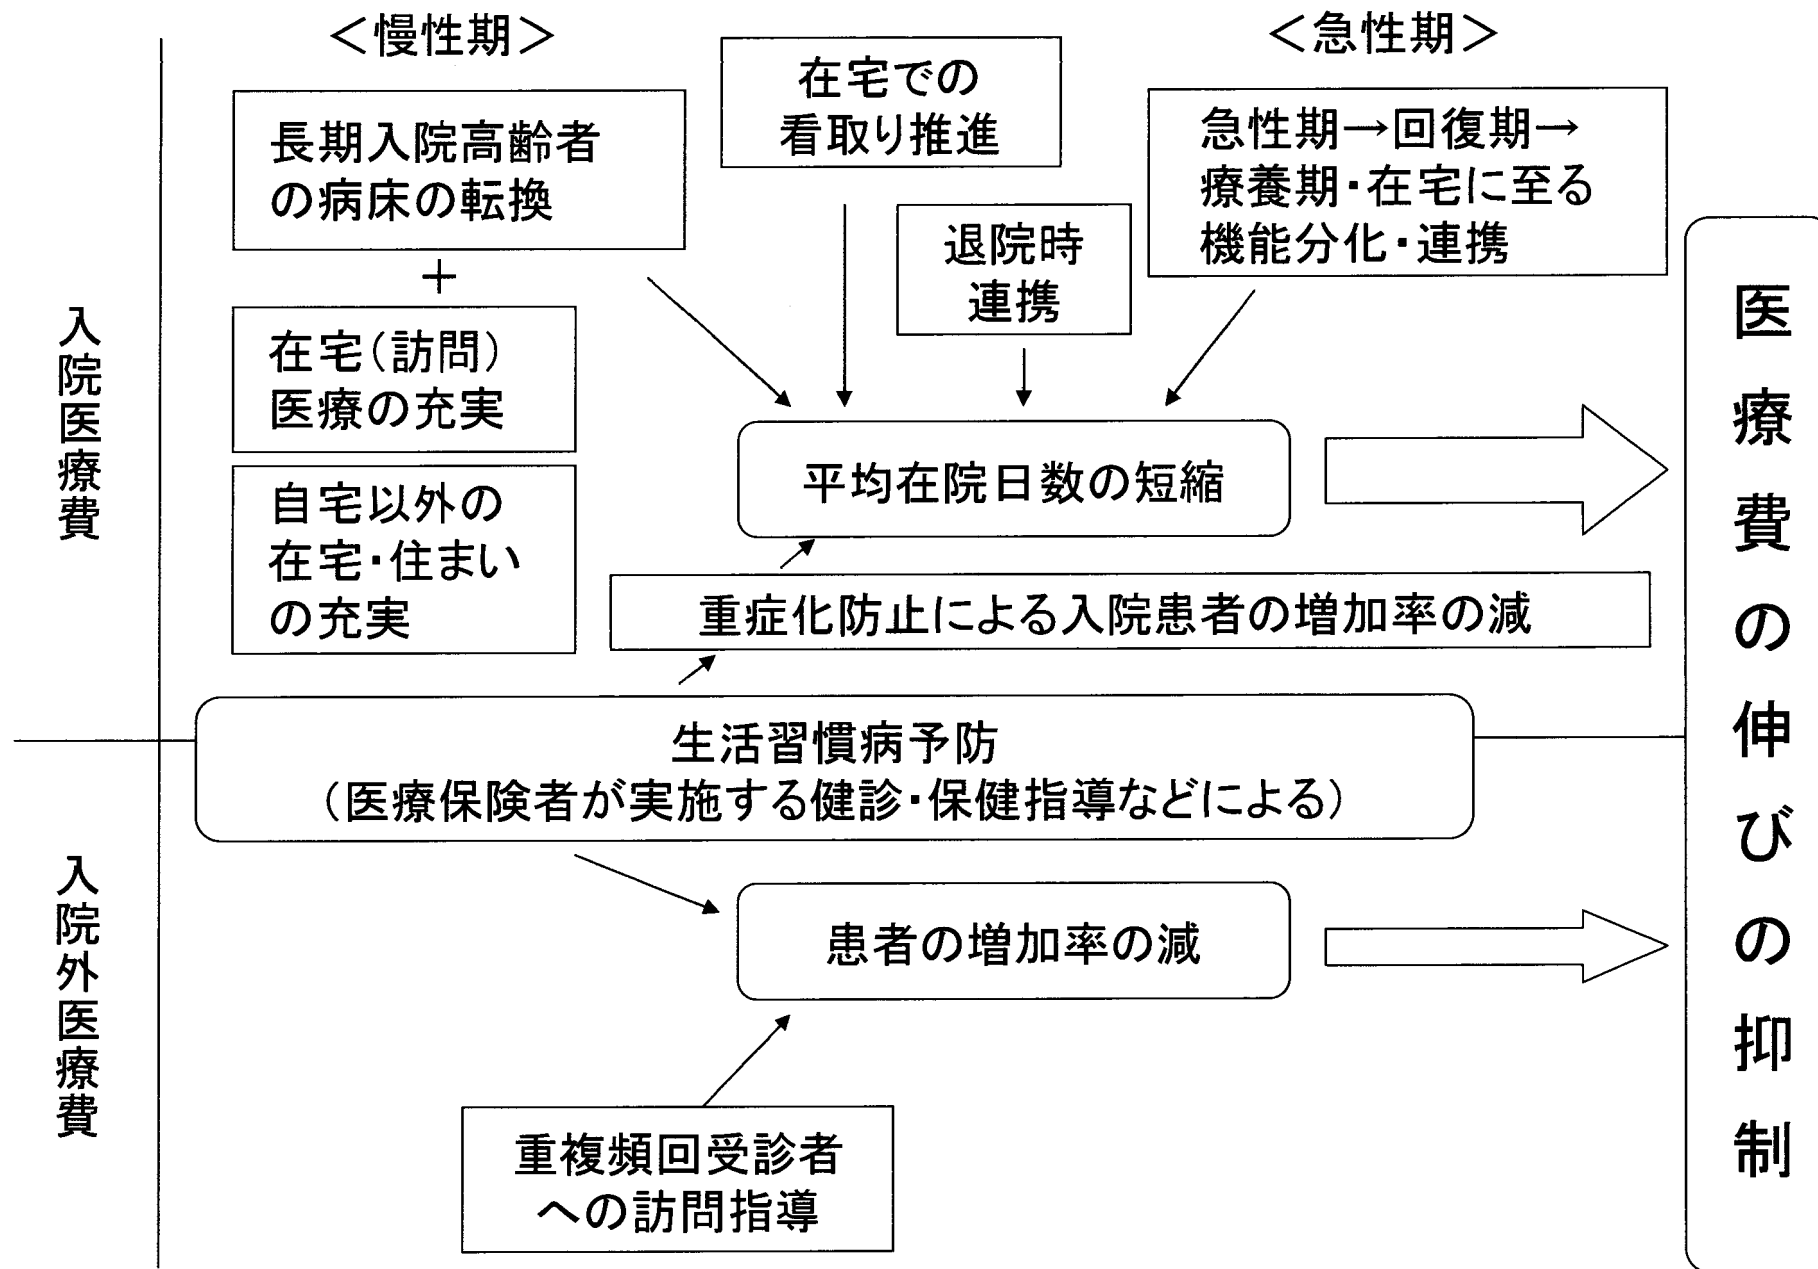 ＜慢性期＞
＜急性期＞
在宅での
看取り推進
長期入院高齢者
の病床の転換
＋
在宅（訪問）
医療の充実
自宅以外の
在宅・住まい
の充実
急性期→回復期→
療養期・在宅に至る
機能分化・連携
退院時
連携
入院医療費
平均在院日数の短縮
重症化防止による入院患者の増加率の減
生活習慣病予防
（医療保険者が実施する健診・保健指導などによる）
入院外医療費
患者の増加率の減
重複頻回受診者
への訪問指導
医療費の伸びの抑制